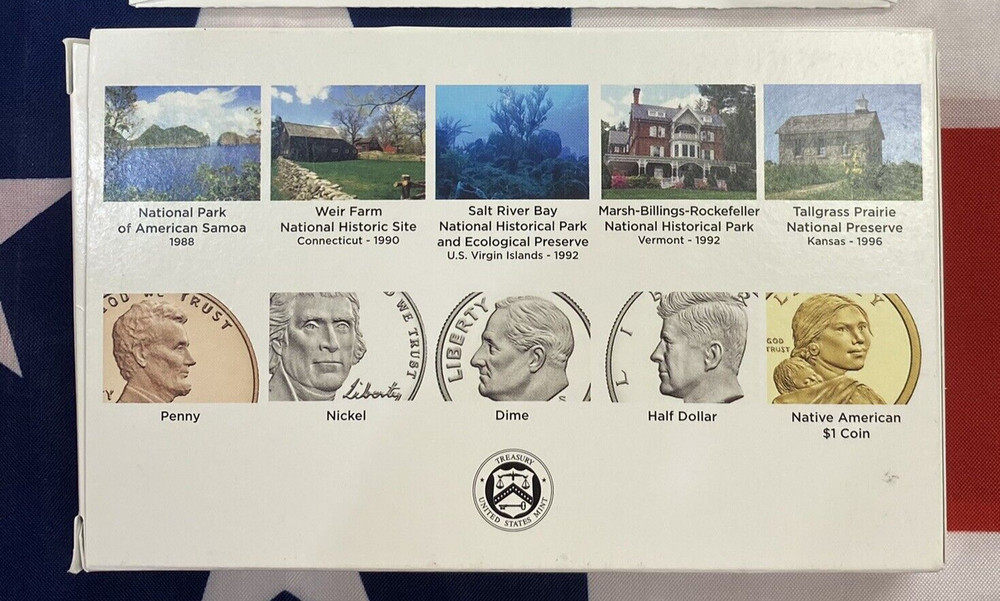 National Park
of American Samoa
1988
Weir Farm
National Historic Site
Connecticut - 1990
Salt River Bay
National Historical Park
and Ecological Preserve
U.S. Virgin Islands - 1992
Marsh-Billings-Rockefeller
National Historical Park
Vermont - 1992
Tallgrass Prairie
National Preserve
Kansas - 1996
WE TRUST
WE TRUST
Liberty
LIBERTY
L I
GOD
TRUST
Penny
Nickel
Dime
Half Dollar
Native American
$1 Coin
TREASURY
UNITED STATES MINT